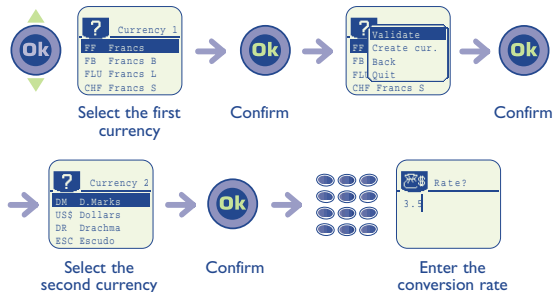 Ok
? Currency 1
FF Francs
FB Francs B
FLU Francs L
CHF Francs S
Ok
?
Validate
FF Create cur.
FB Back
FLU Quit
CHF Francs S
Ok
Select the first
currency
Confirm
Confirm
? Currency 2
DM D.Marks
US$ Dollars
DR Drachma
ESC Escudo
Ok
$ Rate?
3.5
Select the
second currency
Confirm
Enter the
conversion rate